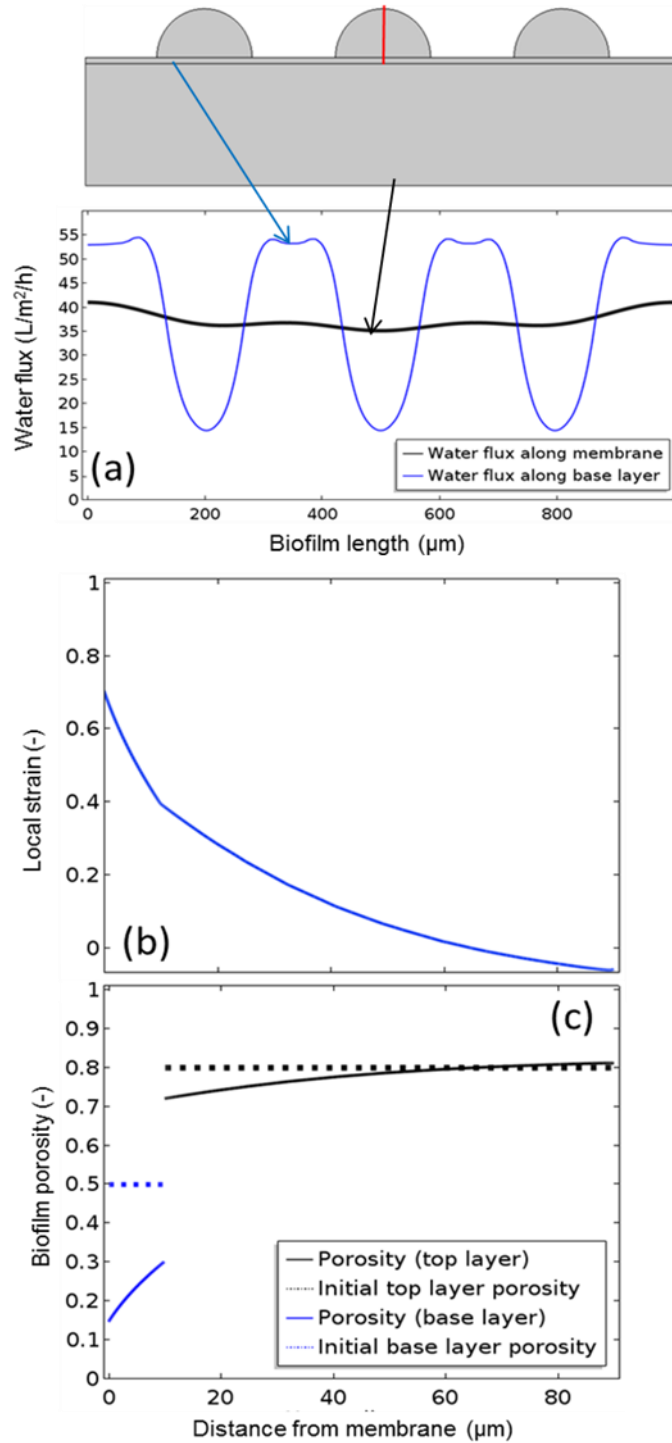 55
50
45
40
35
30
25
20
15
10
5
0
Water flux (L/m²/h)
(a)
Water flux along membrane
Water flux along base layer
0 200 400 600 800
Biofilm length (µm)
1
0.8
0.6
0.4
0.2
0
Local strain (-)
(b)
1
0.9
0.8
0.7
0.6
0.5
0.4
0.3
0.2
0.1
0
Biofilm porosity (-)
(c)
Porosity (top layer)
Initial top layer porosity
Porosity (base layer)
Initial base layer porosity
0 20 40 60 80
Distance from membrane (µm)